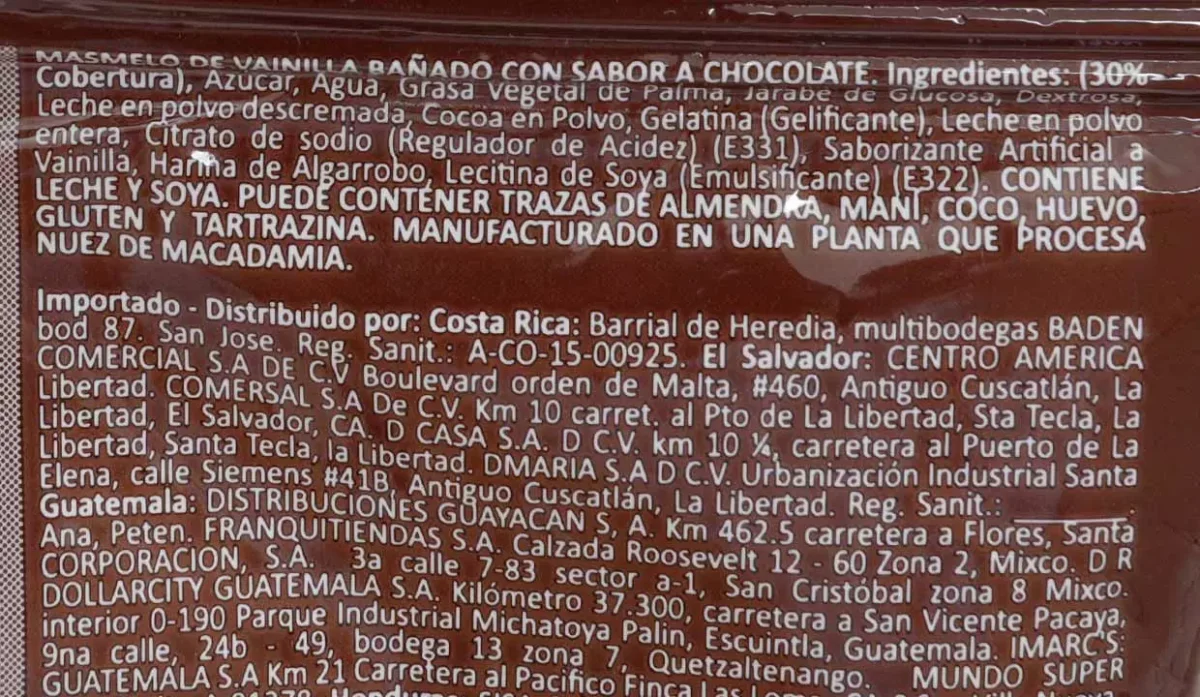 MASMELO DE VAINILLA BAÑADO CON SABOR A CHOCOLATE. Ingredientes: (30%
Cobertura), Azúcar, Agua, Grasa Vegetal de Palma, Jarabe de Glucosa, Dextrosa,
Leche en polvo descremada, Cocoa en Polvo, Gelatina (Gelificante), Leche en polvo
entera, Citrato de sodio (Regulador de Acidez) (E331), Saborizante Artificial a
Vainilla, Harina de Algarrobo, Lecitina de Soya (Emulsificante) (E322). CONTIENE
LECHE Y SOYA. PUEDE CONTENER TRAZAS DE ALMENDRA, MANÍ, COCO, HUEVO,
GLUTEN Y TARTRAZINA. MANUFACTURADO EN UNA PLANTA QUE PROCESA
NUEZ DE MACADAMIA.
Importado - Distribuido por: Costa Rica: Barrial de Heredia, multibodegas BADEN
bod 87. San Jose. Reg. Sanit.: A-CO-15-00925. El Salvador: CENTRO AMERICA
COMERCIAL S.A DE C.V Boulevard orden de Malta, #460, Antiguo Cuscatlán, La
Libertad. COMERSAL S.A De C.V. Km 10 carret. al Pto de La Libertad, Sta Tecla, La
Libertad, El Salvador, CA. D CASA S.A. D C.V. km 10 ¼, carretera al Puerto de La
Libertad, Santa Tecla, la Libertad. DMARIA S.A D C.V. Urbanización Industrial Santa
Elena, calle Siemens #41B, Antiguo Cuscatlán, La Libertad. Reg. Sanit.: ________.
Guatemala: DISTRIBUCIONES GUAYACAN S, A. Km 462.5 carretera a Flores, Santa
Ana, Peten. FRANQUITIENDAS S.A. Calzada Roosevelt 12 - 60 Zona 2, Mixco. D R
CORPORACION, S.A. 3a calle 7-83 sector a-1, San Cristóbal zona 8 Mixco.
DOLLARCITY GUATEMALA S.A. Kilómetro 37.300, carretera a San Vicente Pacaya,
interior 0-190 Parque Industrial Michatoya Palin, Escuintla, Guatemala. IMARC'S:
9na calle, 24b - 49, bodega 13 zona 7, Quetzaltenango. MUNDO SUPER
GUATEMALA S.A Km 21 Carretera al Pacifico Finca Las